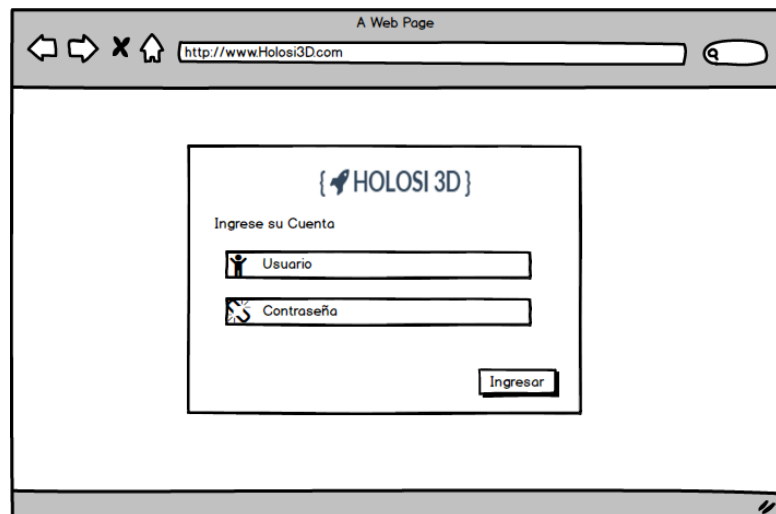 A Web Page
http://www.Holosi3D.com
{ HOLOSI 3D }
Ingrese su Cuenta
Usuario
Contraseña
Ingresar